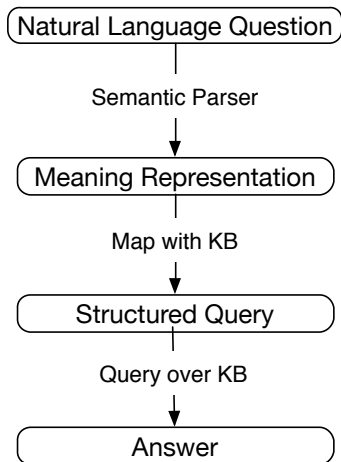 Natural Language Question
Semantic Parser
Meaning Representation
Map with KB
Structured Query
Query over KB
Answer